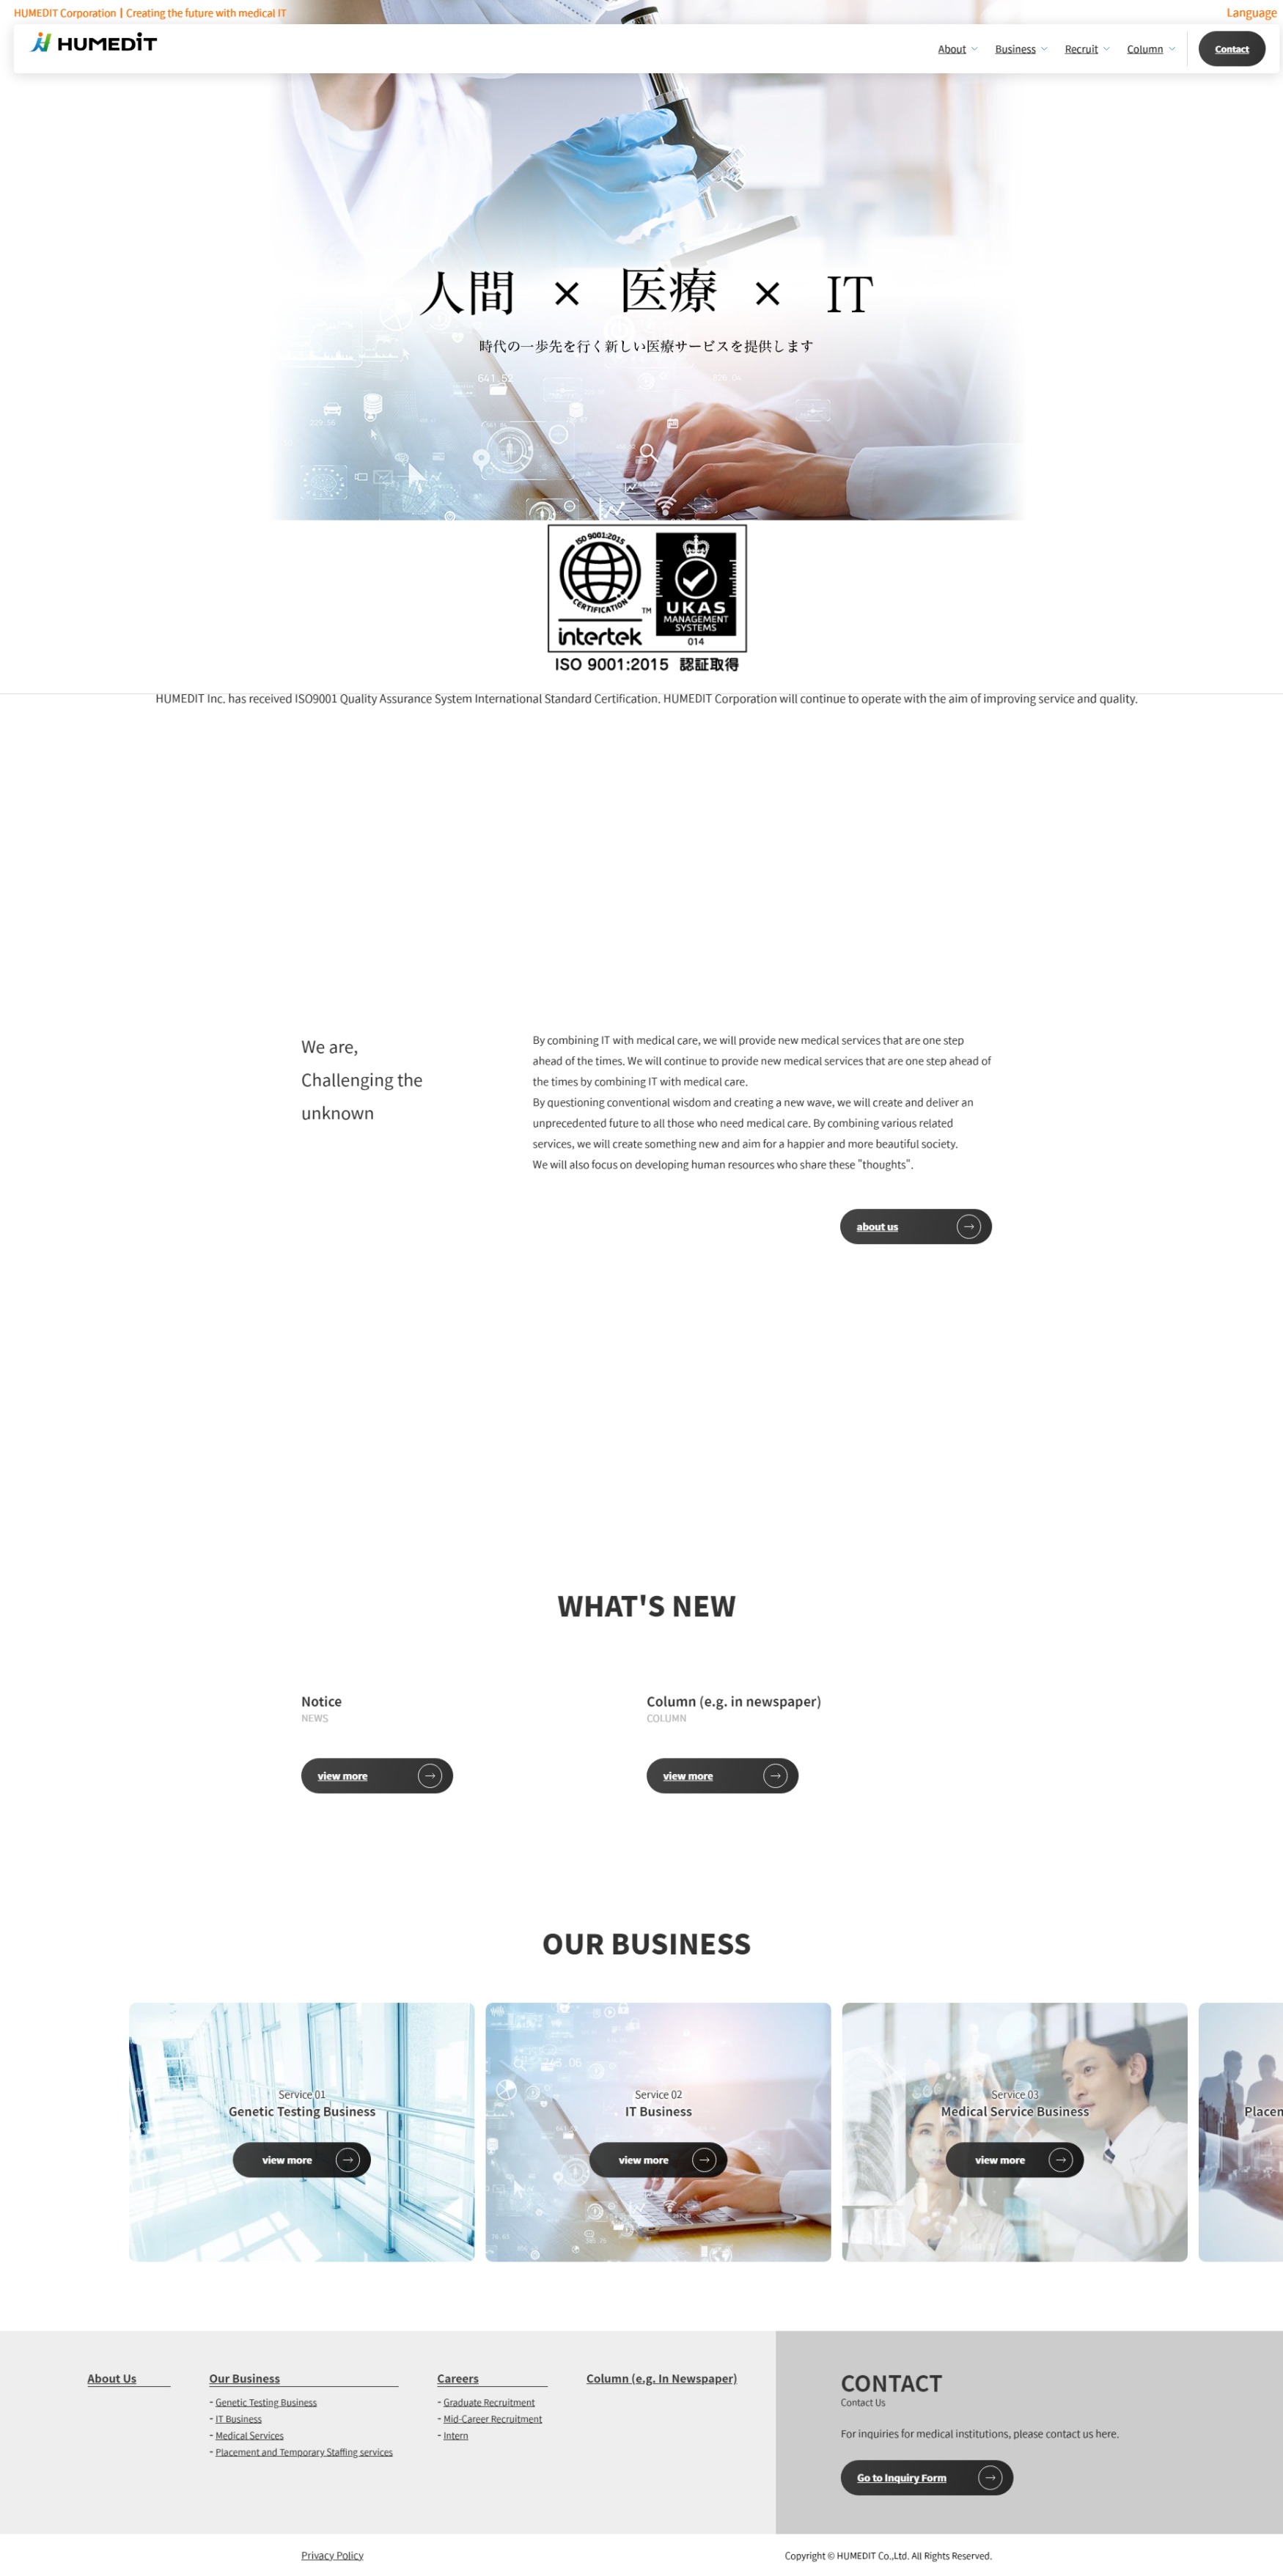 HUMEDIT Corporation | Creating the future with medical IT
Language
HUMEDIT
About
Business
Recruit
Column
Contact
人間 × 医療 × IT
時代の一歩先を行く新しい医療サービスを提供します
641 52
ISO 9001:2015
CERTIFICATION
TM
intertek
UKAS
MANAGEMENT
SYSTEMS
014
ISO 9001:2015 認証取得
HUMEDIT Inc. has received ISO9001 Quality Assurance System International Standard Certification. HUMEDIT Corporation will continue to operate with the aim of improving service and quality.
We are,
Challenging the
unknown
By combining IT with medical care, we will provide new medical services that are one step
ahead of the times. We will continue to provide new medical services that are one step ahead of
the times by combining IT with medical care.
By questioning conventional wisdom and creating a new wave, we will create and deliver an
unprecedented future to all those who need medical care. By combining various related
services, we will create something new and aim for a happier and more beautiful society.
We will also focus on developing human resources who share these "thoughts".
about us
WHAT'S NEW
Notice
NEWS
view more
Column (e.g. in newspaper)
COLUMN
view more
OUR BUSINESS
Service 01
Genetic Testing Business
view more
Service 02
IT Business
view more
Service 03
Medical Service Business
view more
About Us
Our Business
- Genetic Testing Business
- IT Business
- Medical Services
- Placement and Temporary Staffing services
Careers
- Graduate Recruitment
- Mid-Career Recruitment
- Intern
Column (e.g. In Newspaper)
CONTACT
Contact Us
For inquiries for medical institutions, please contact us here.
Go to Inquiry Form
Privacy Policy
Copyright © HUMEDIT Co.,Ltd. All Rights Reserved.